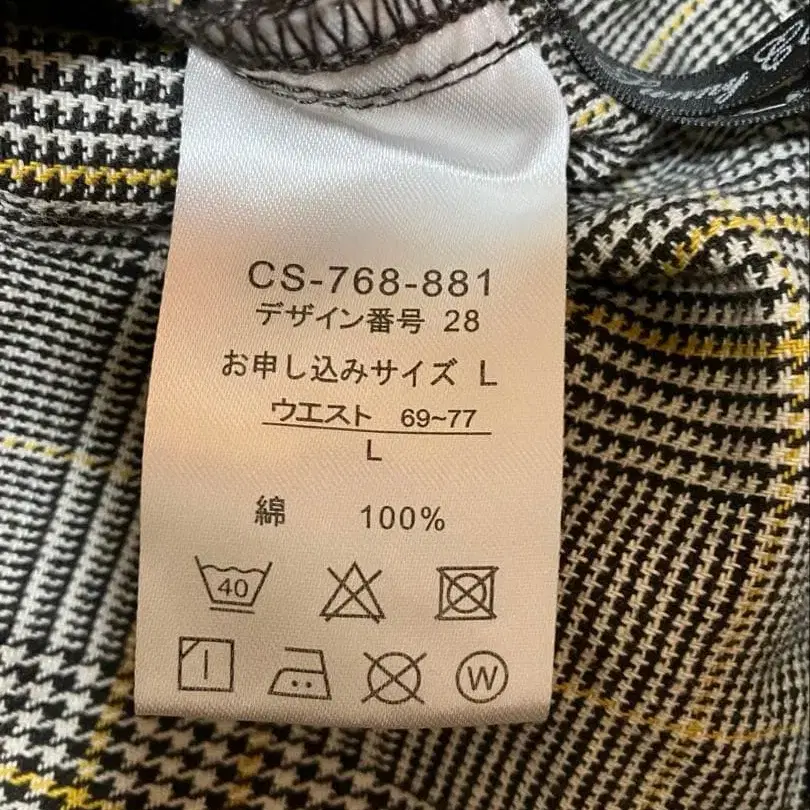 CS-768-881
デザイン番号 28
お申し込みサイズ L
ウエスト 69~77
L
綿 100%
40
W